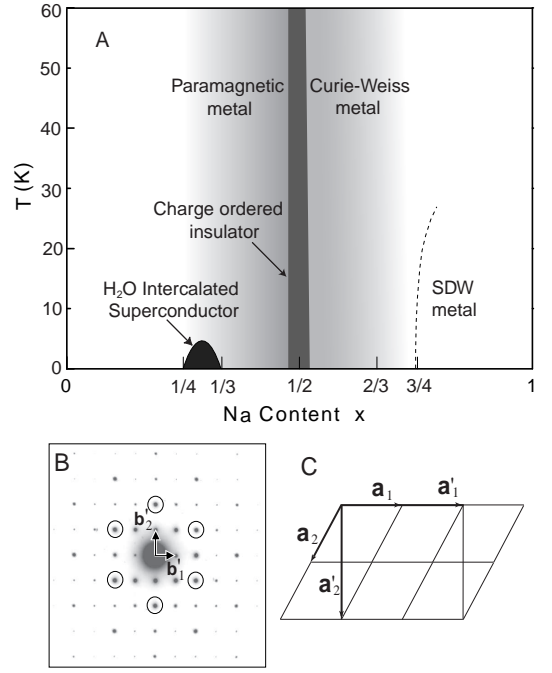 A
Paramagnetic
metal
Curie-Weiss
metal
Charge ordered
insulator
H₂O Intercalated
Superconductor
SDW
metal
T (K)
60
50
40
30
20
10
0
0
1/4
1/3
1/2
2/3
3/4
1
Na Content x
B
b'₂
b'₁
C
a₁
a'₁
a₂
a'₂